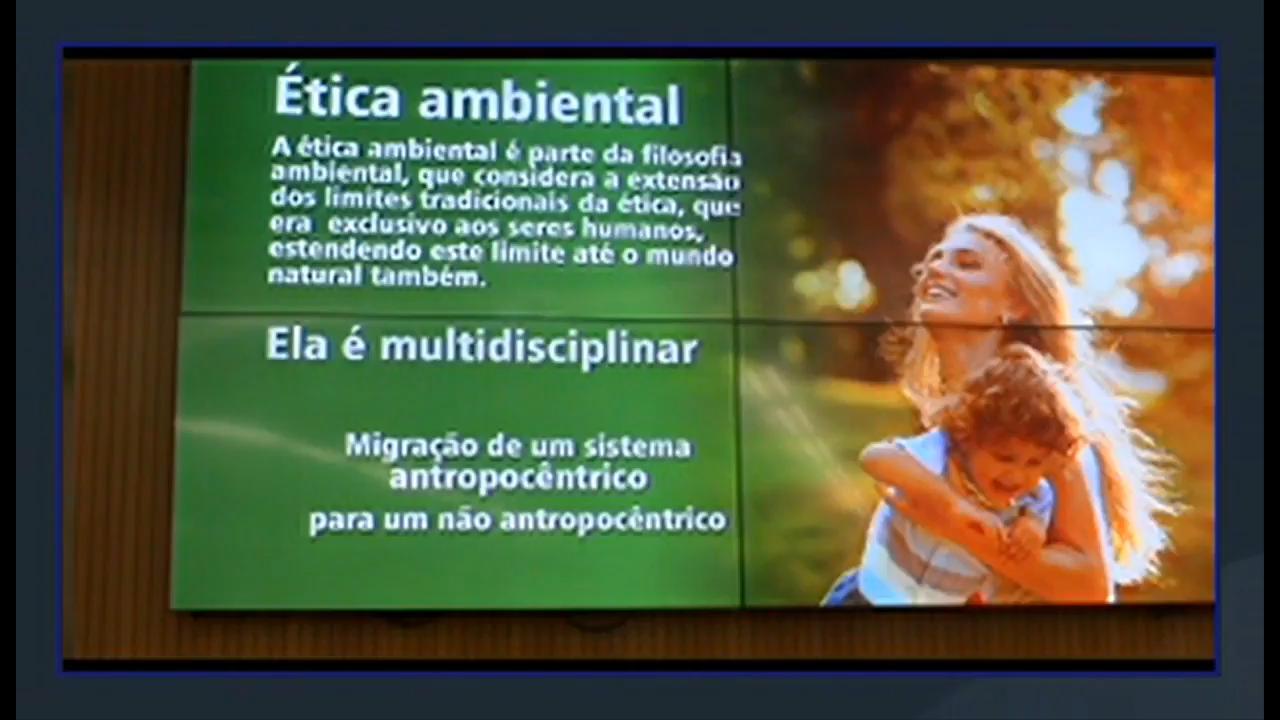 Ética ambiental
A ética ambiental é parte da filosofia
ambiental, que considera a extensão
dos limites tradicionais da ética, que
era exclusivo aos seres humanos,
estendendo este limite até o mundo
natural também.
Ela é multidisciplinar
Migração de um sistema
antropocêntrico
para um não antropocêntrico